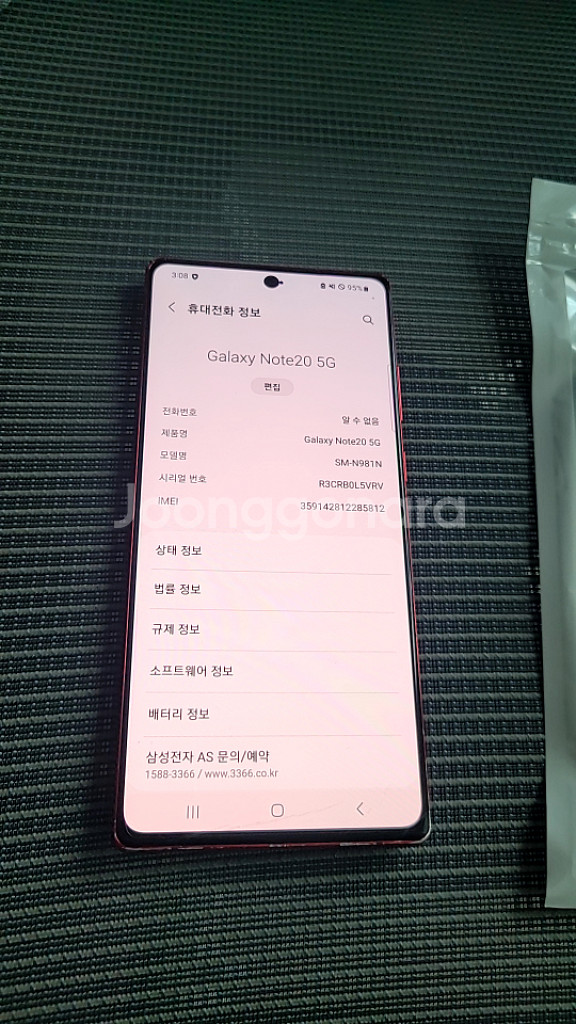 3:08
95%
휴대전화 정보
Galaxy Note20 5G
편집
전화번호 알 수 없음
제품명 Galaxy Note20 5G
모델명 SM-N981N
시리얼 번호 R3CRB0L5VRV
IMEI 359142812285812
Joonggonara
상태 정보
법률 정보
규제 정보
소프트웨어 정보
배터리 정보
삼성전자 AS 문의/예약
1588-3366 / www.3366.co.kr